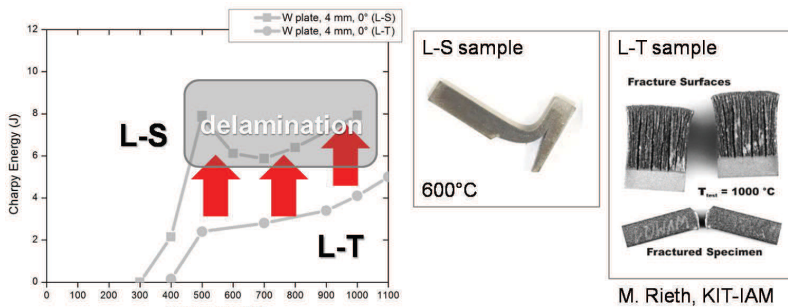 W plate, 4 mm, 0° (L-S)
W plate, 4 mm, 0° (L-T)
12
10
8
6
4
2
0
Charpy Energy (J)
L-S
delamination
L-T
0 100 200 300 400 500 600 700 800 900 1000 1100
L-S sample
600°C
L-T sample
Fracture Surfaces
Ttest = 1000 °C
Fractured Specimen
M. Rieth, KIT-IAM